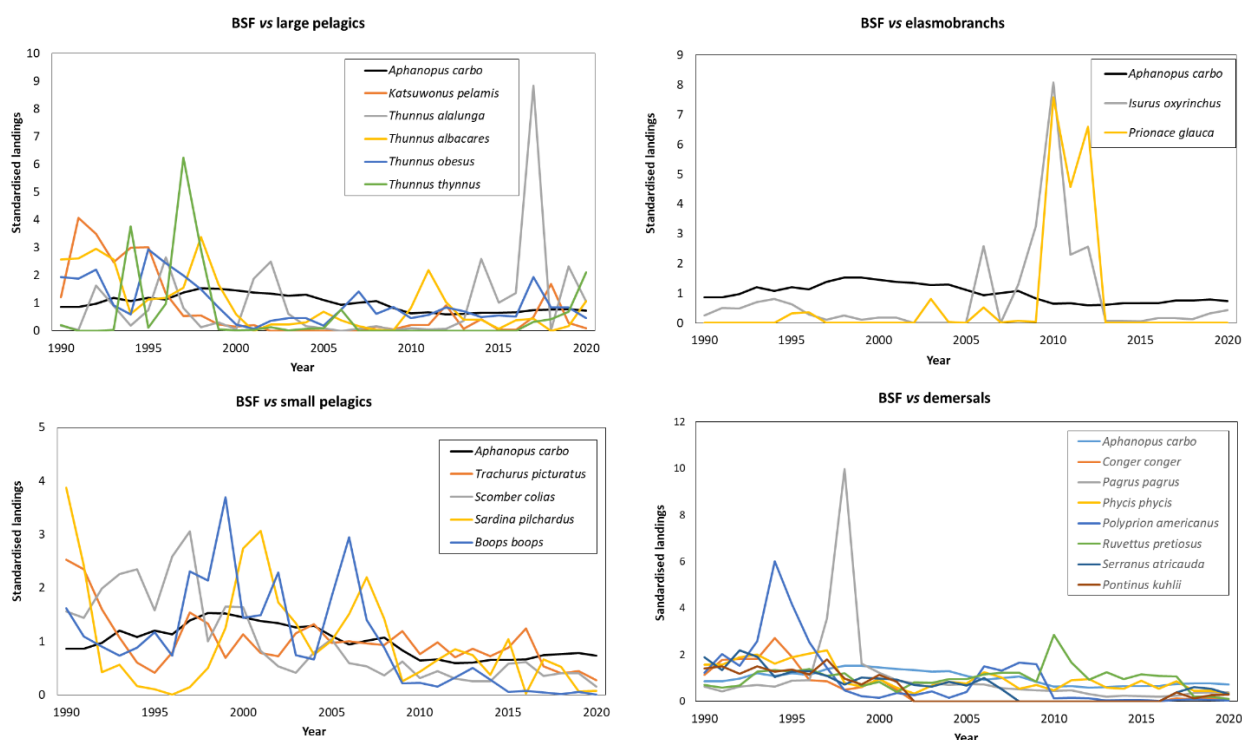 BSF vs large pelagics
Standardised landings
10
9
8
7
6
5
4
3
2
1
0
Aphanopus carbo
Katsuwonus pelamis
Thunnus alalunga
Thunnus albacares
Thunnus obesus
Thunnus thynnus
1990 1995 2000 2005 2010 2015 2020
Year
BSF vs elasmobranchs
Standardised landings
9
8
7
6
5
4
3
2
1
0
Aphanopus carbo
Isurus oxyrinchus
Prionace glauca
1990 1995 2000 2005 2010 2015 2020
Year
BSF vs small pelagics
Standardised landings
5
4
3
2
1
0
Aphanopus carbo
Trachurus picturatus
Scomber colias
Sardina pilchardus
Boops boops
1990 1995 2000 2005 2010 2015 2020
Year
BSF vs demersals
Sandardised landings
12
10
8
6
4
2
0
Aphanopus carbo
Conger conger
Pagrus pagrus
Phycis phycis
Polyprion americanus
Ruvettus pretiosus
Serranus atricauda
Pontinus kuhlii
1990 1995 2000 2005 2010 2015 2020
Year